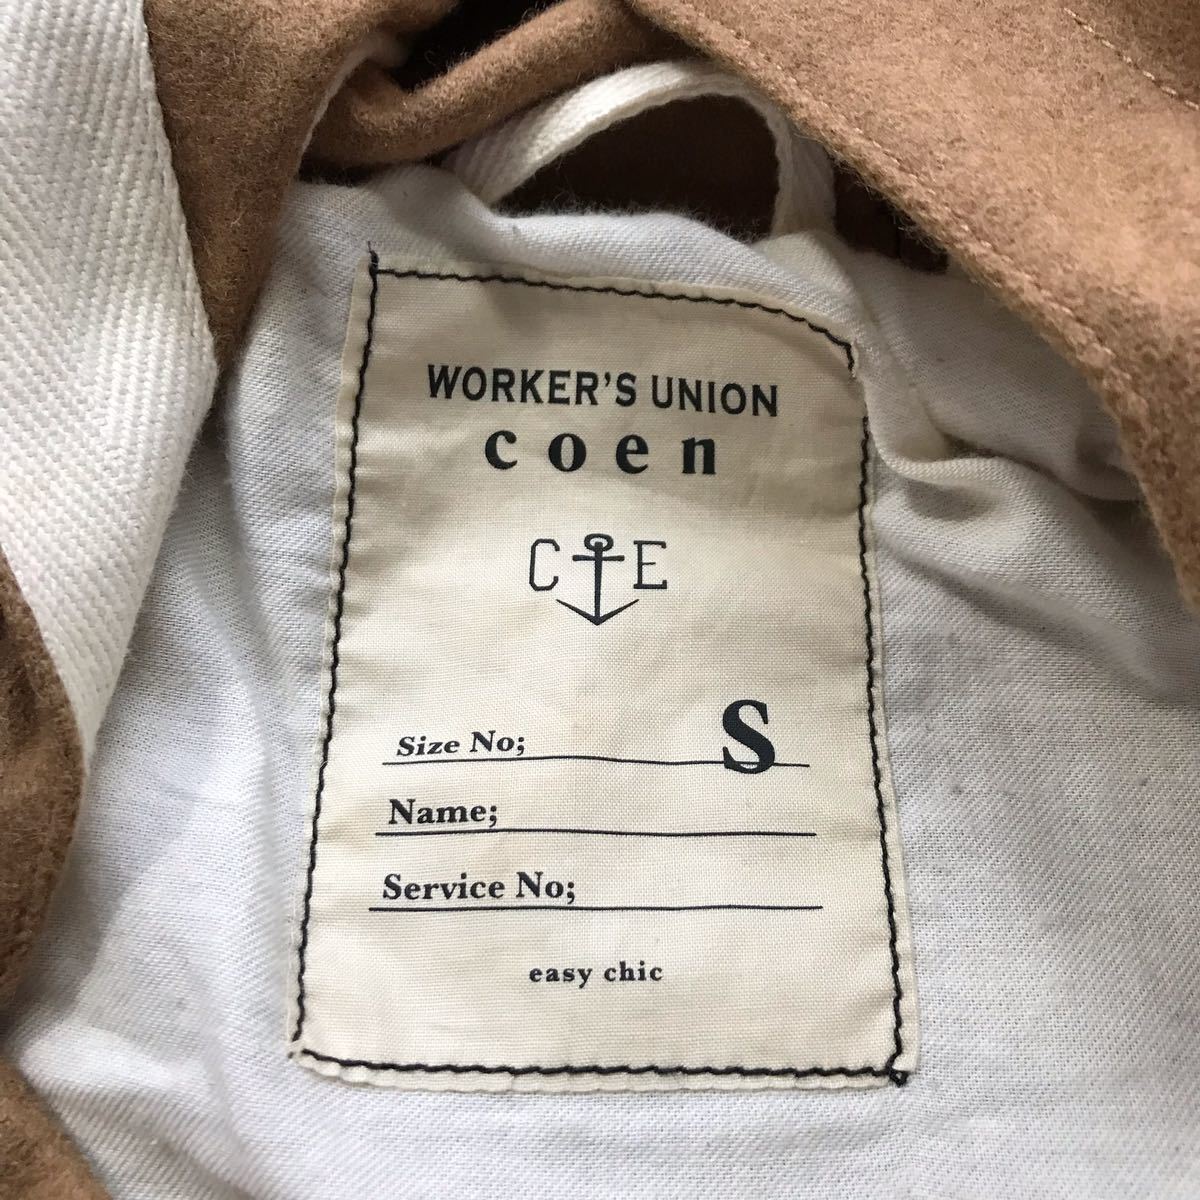 WORKER'S UNION
coen
C E
Size No; S
Name;
Service No;
easy chic